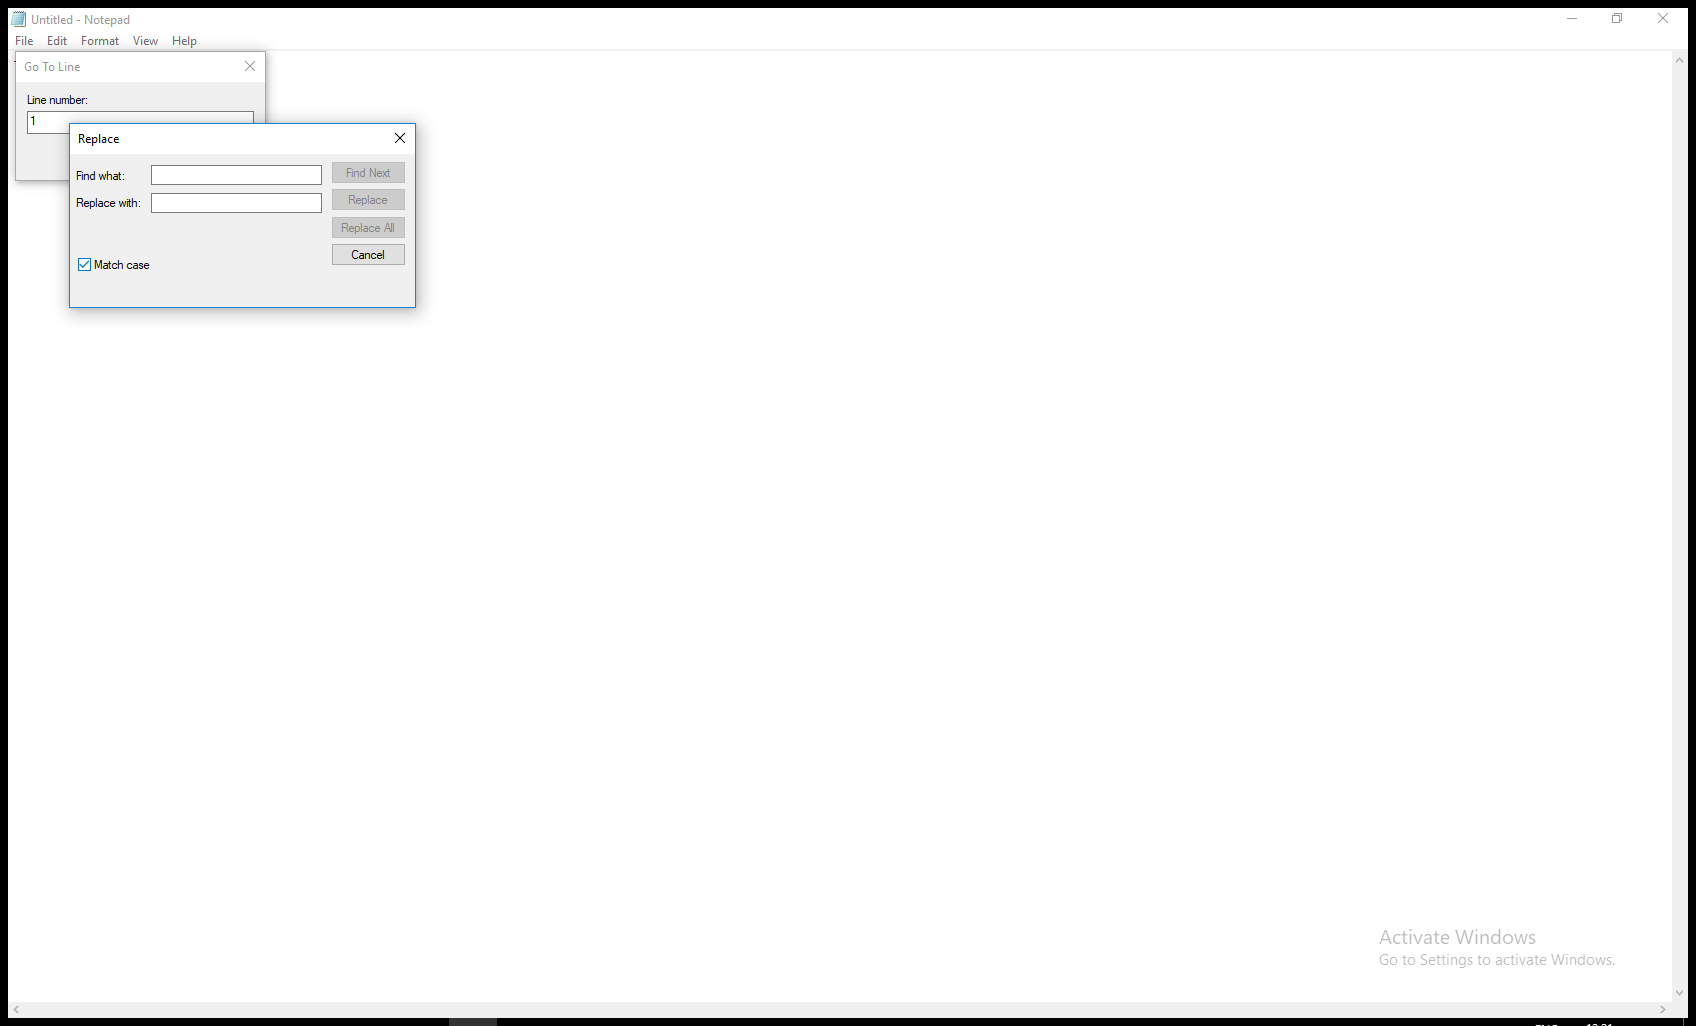 Untitled - Notepad
File Edit Format View Help
Go To Line
Line number:
1
Replace
Find what:
Find Next
Replace with:
Replace
Replace All
Cancel
Match case
Activate Windows
Go to Settings to activate Windows.